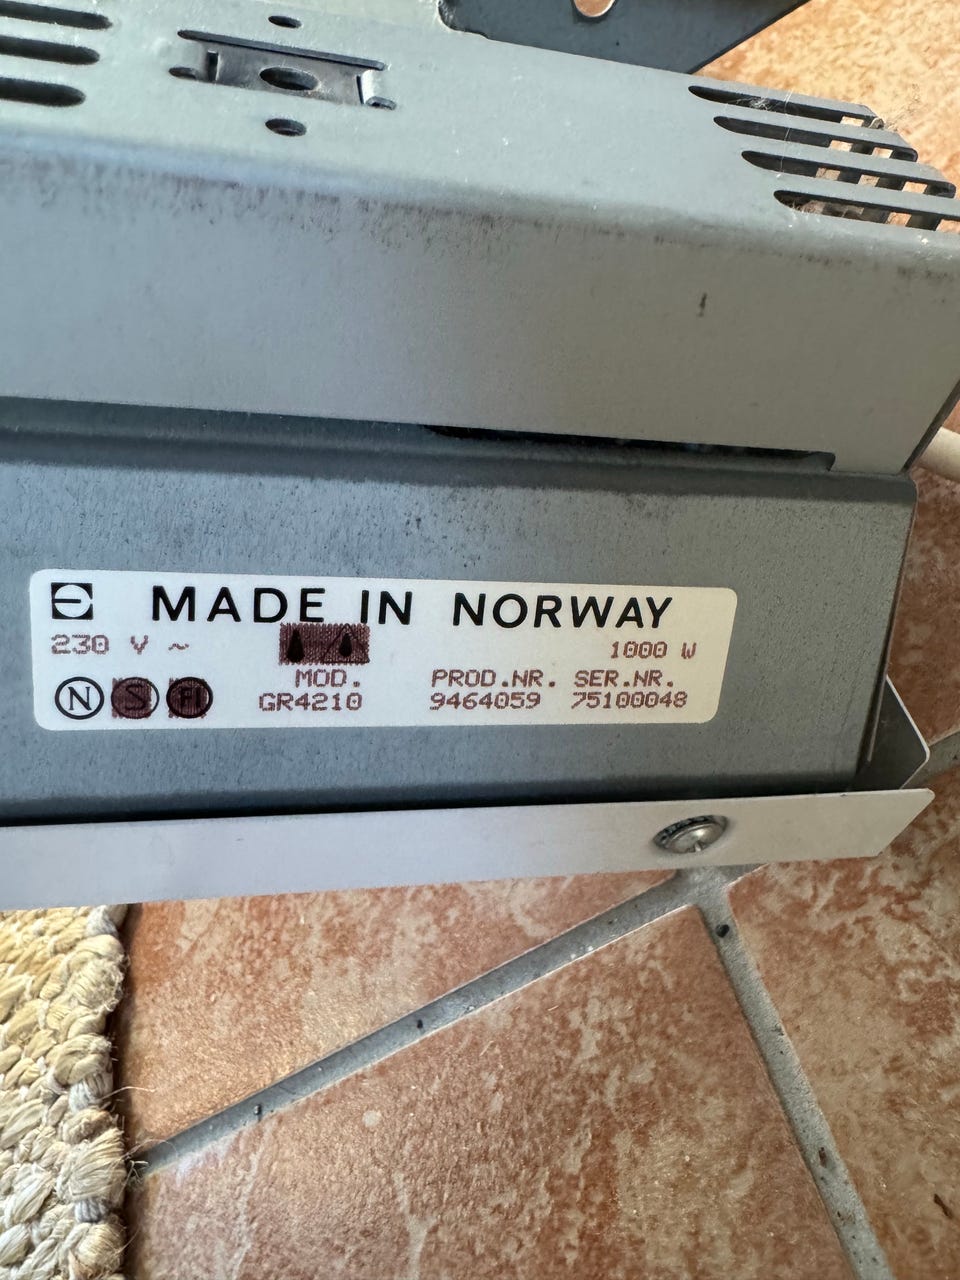 MADE IN NORWAY
230 V ~ 1000 W
MOD. PROD.NR. SER.NR.
N S FI GR4210 9464059 75100048